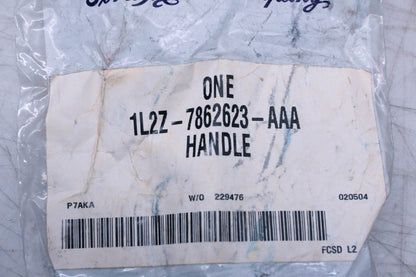 ONE
1L2Z-7862623-AAA
HANDLE
P7AKA W/O 229476 020504
FCSD L2